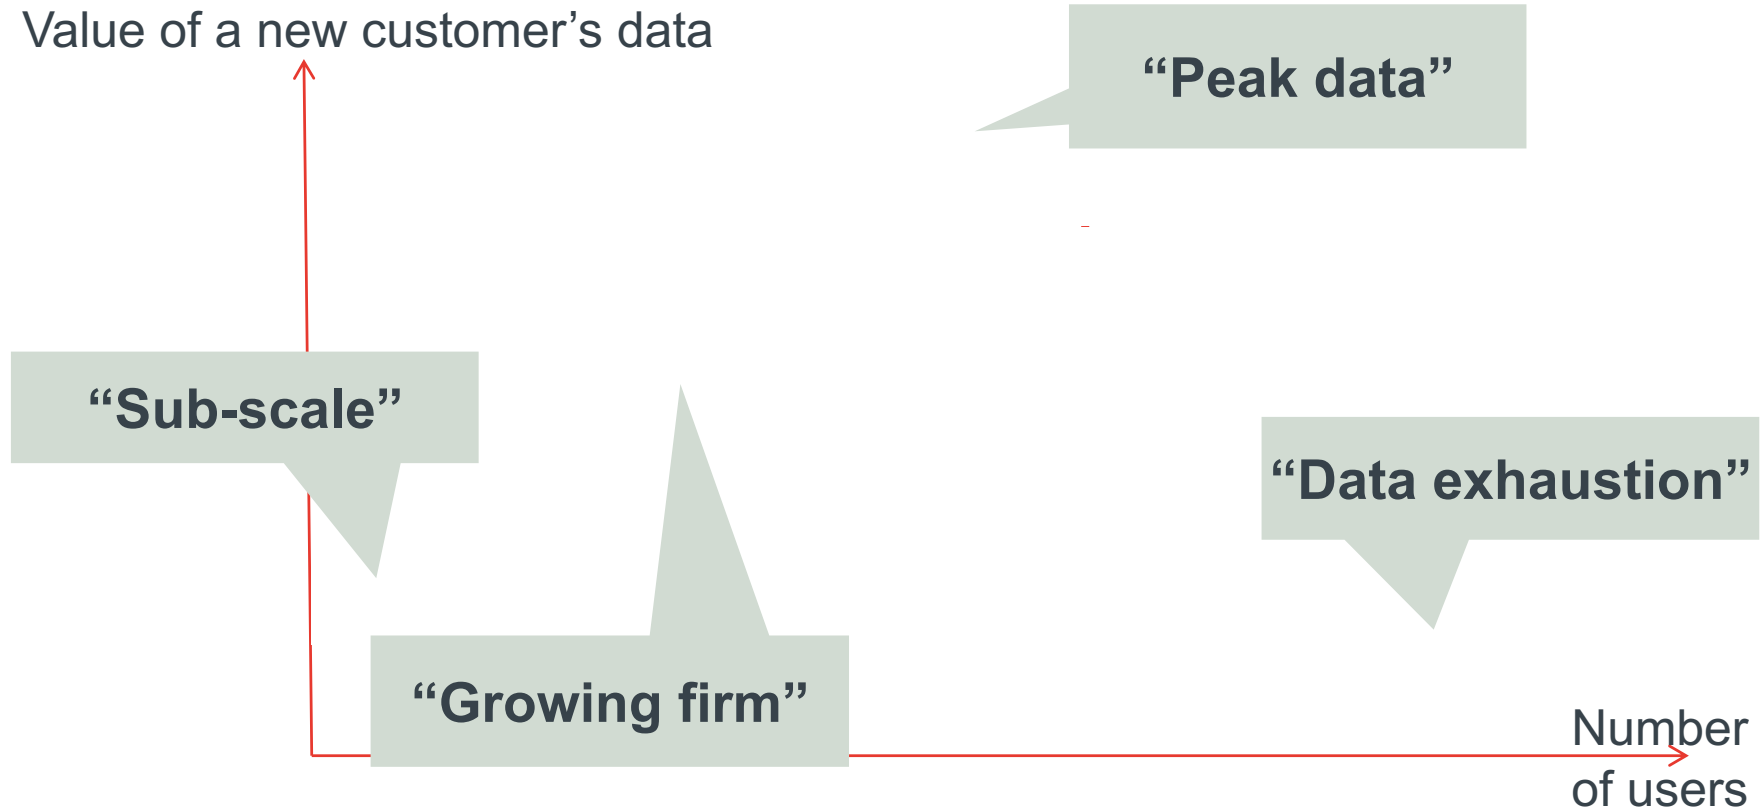 Value of a new customer’s data
“Peak data”
“Sub-scale”
“Data exhaustion”
“Growing firm”
Number
of users